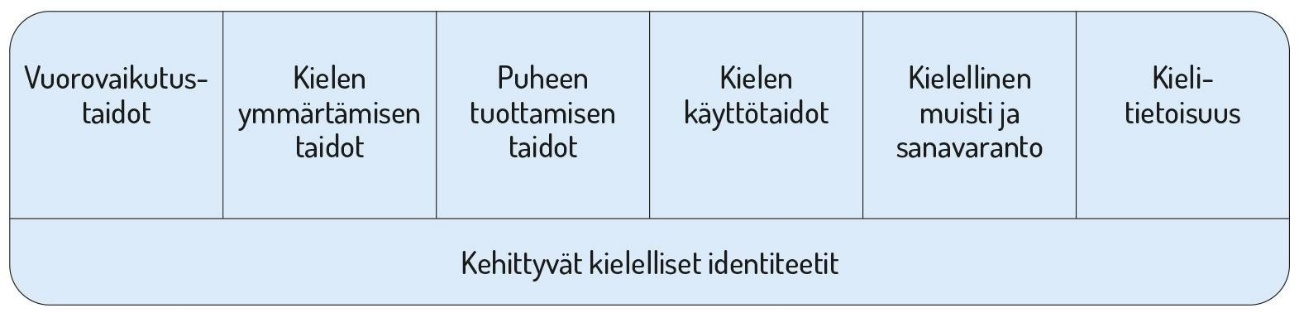 Vuorovaikutus-
taidot
Kielen
ymmärtämisen
taidot
Puheen
tuottamisen
taidot
Kielen
käyttötaidot
Kielellinen
muisti ja
sanavaranto
Kieli-
tietoisuus
Kehittyvät kielelliset identiteetit